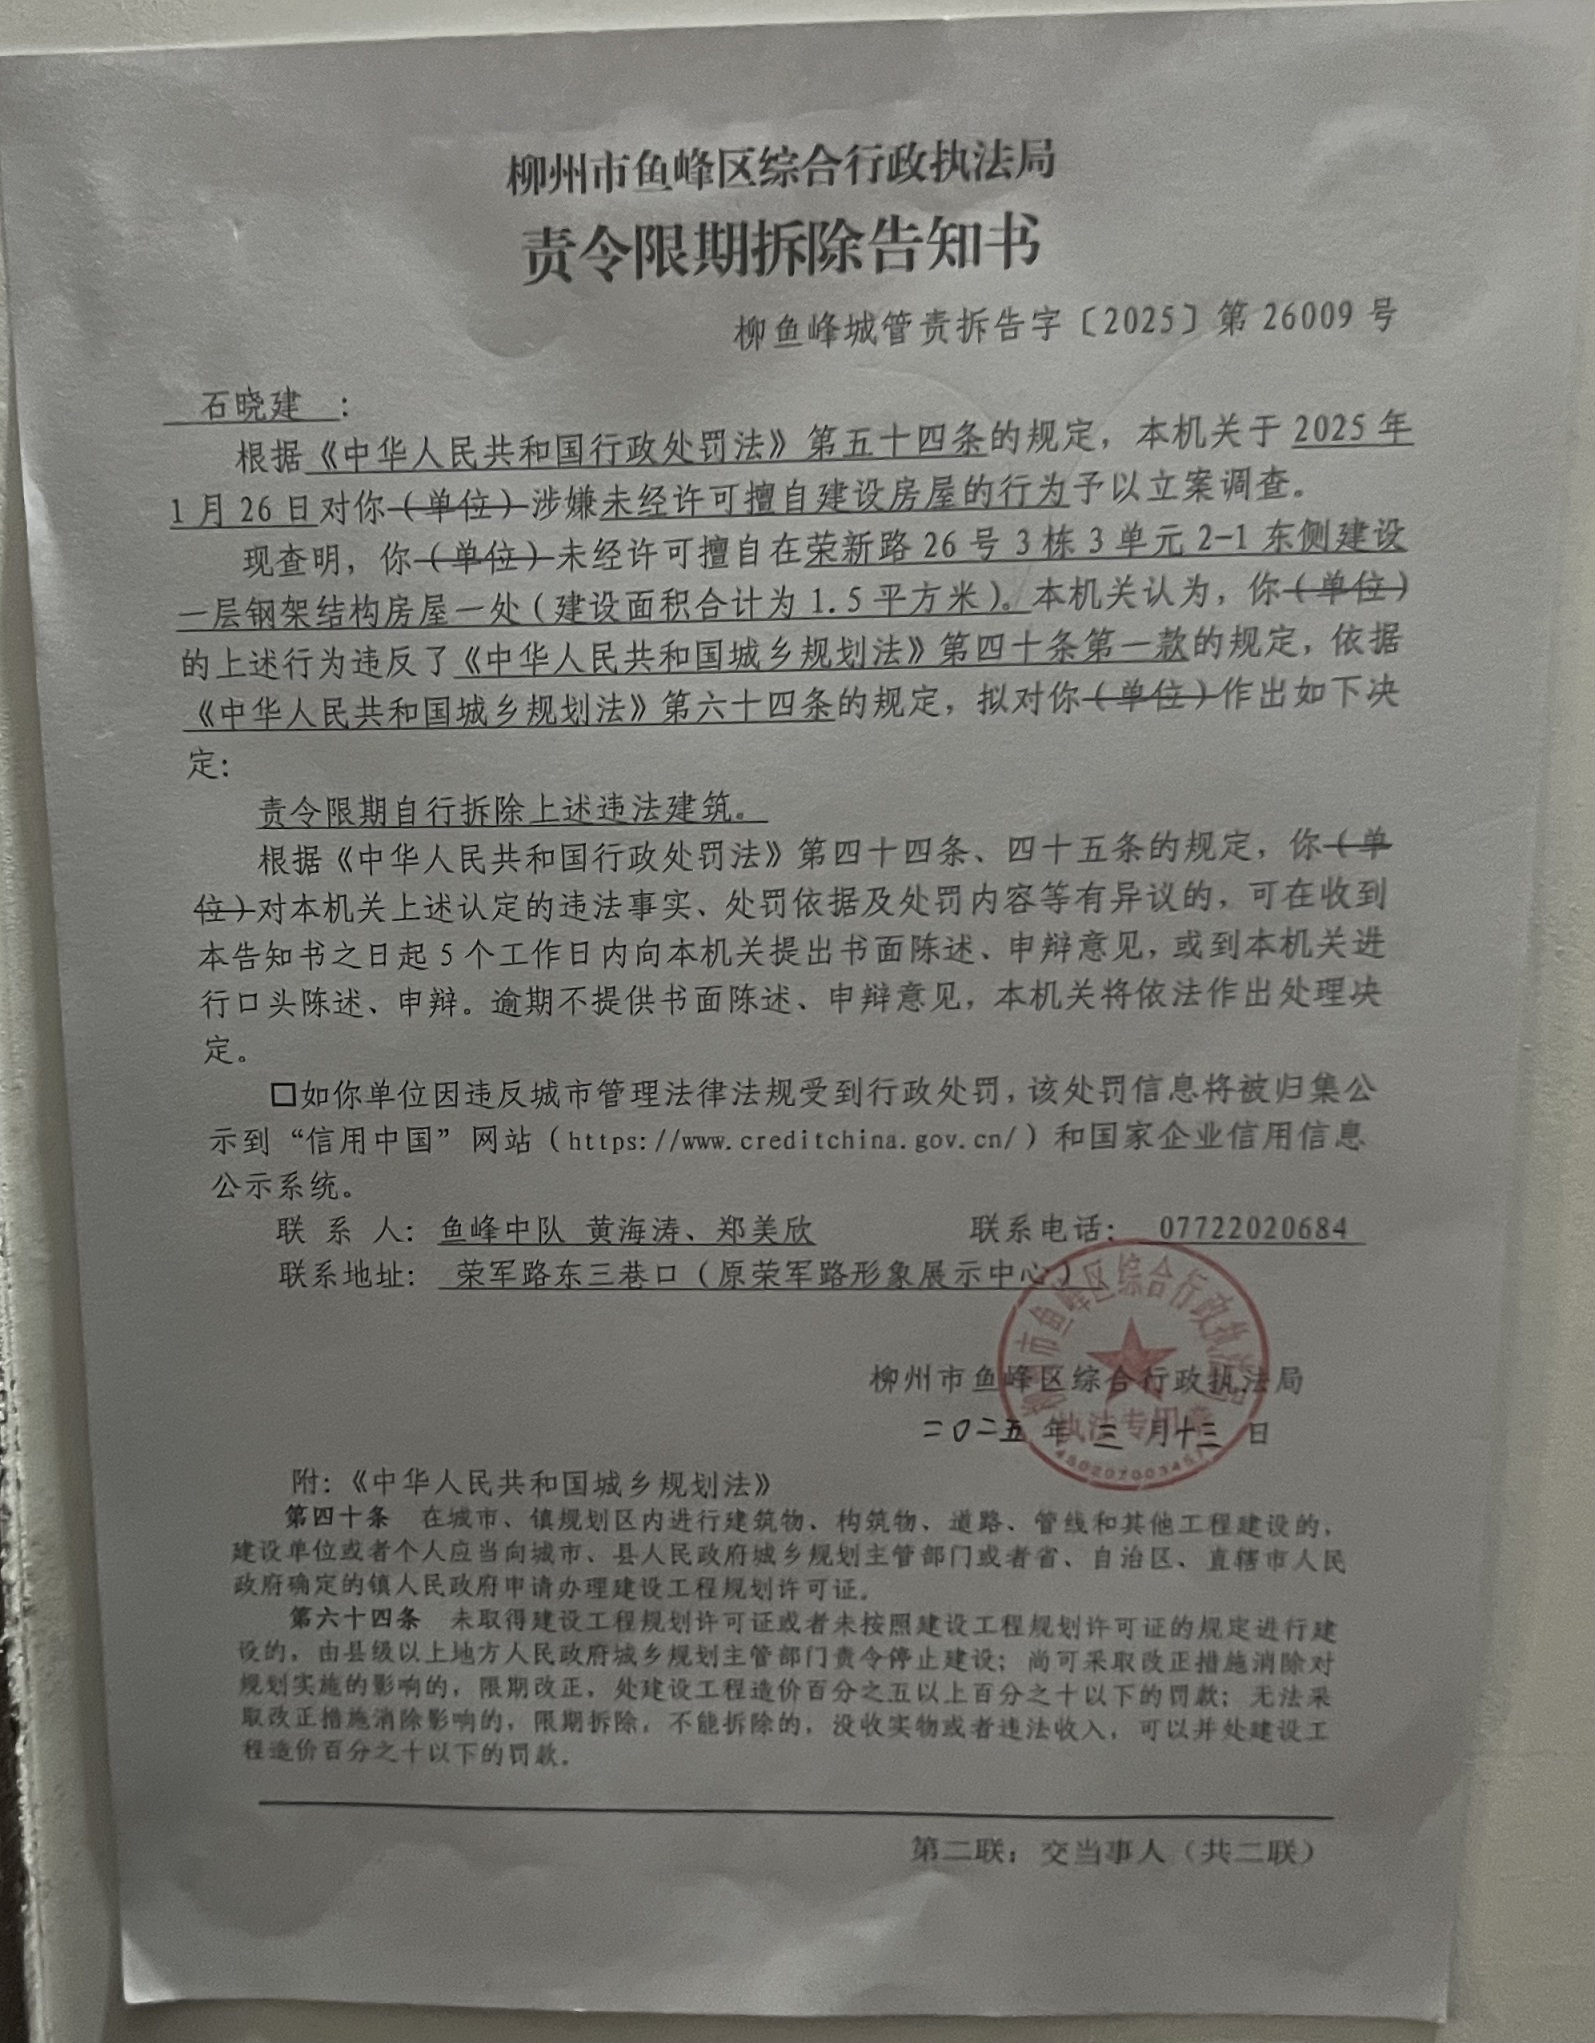 柳州市鱼峰区综合行政执法局
责令限期拆除告知书
柳鱼峰城管责拆告字〔2025〕第 26009 号
石晓建 ：
根据《中华人民共和国行政处罚法》第五十四条的规定，本机关于 2025 年
1 月 26 日对你（单位）涉嫌未经许可擅自建设房屋的行为予以立案调查。
现查明，你（单位）未经许可擅自在荣新路 26 号 3 栋 3 单元 2-1 东侧建设
一层钢架结构房屋一处（建设面积合计为 1.5 平方米）。本机关认为，你（单位）
的上述行为违反了《中华人民共和国城乡规划法》第四十条第一款的规定，依据
《中华人民共和国城乡规划法》第六十四条的规定，拟对你（单位）作出如下决
定：
责令限期自行拆除上述违法建筑。
根据《中华人民共和国行政处罚法》第四十四条、四十五条的规定，你（单
位）对本机关上述认定的违法事实、处罚依据及处罚内容等有异议的，可在收到
本告知书之日起 5 个工作日内向本机关提出书面陈述、申辩意见，或到本机关进
行口头陈述、申辩。逾期不提供书面陈述、申辩意见，本机关将依法作出处理决
定。
□如你单位因违反城市管理法律法规受到行政处罚，该处罚信息将被归集公
示到“信用中国”网站（https://www.creditchina.gov.cn/）和国家企业信用信息
公示系统。
联 系 人：鱼峰中队 黄海涛、郑美欣 联系电话： 07722020684
联系地址： 荣军路东三巷口（原荣军路形象展示中心）
柳州市鱼峰区综合行政执法局
二〇二五 年 三 月十三 日
柳州市鱼峰区综合行政执法局
执法专用章
附：《中华人民共和国城乡规划法》
第四十条 在城市、镇规划区内进行建筑物、构筑物、道路、管线和其他工程建设的，
建设单位或者个人应当向城市、县人民政府城乡规划主管部门或者省、自治区、直辖市人民
政府确定的镇人民政府申请办理建设工程规划许可证。
第六十四条 未取得建设工程规划许可证或者未按照建设工程规划许可证的规定进行建
设的，由县级以上地方人民政府城乡规划主管部门责令停止建设；尚可采取改正措施消除对
规划实施的影响的，限期改正，处建设工程造价百分之五以上百分之十以下的罚款；无法采
取改正措施消除影响的，限期拆除，不能拆除的，没收实物或者违法收入，可以并处建设工
程造价百分之十以下的罚款。
第二联：交当事人（共二联）